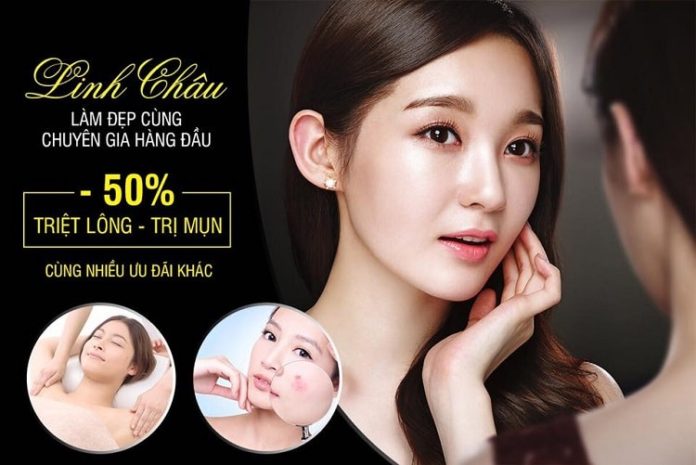 Linh Châu
LÀM ĐẸP CÙNG
CHUYÊN GIA HÀNG ĐẦU
- 50%
TRIỆT LÔNG - TRỊ MỤN
CÙNG NHIỀU ƯU ĐÃI KHÁC